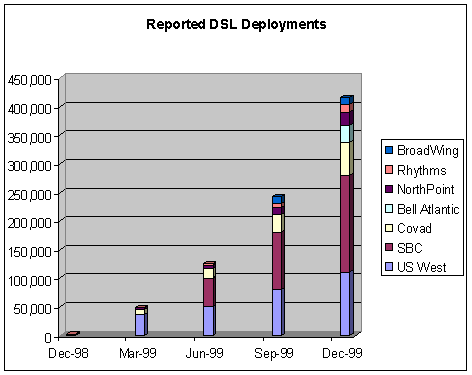 Reported DSL Deployments
450,000
400,000
350,000
300,000
250,000
200,000
150,000
100,000
50,000
0
Dec-98 Mar-99 Jun-99 Sep-99 Dec-99
BroadWing
Rhythms
NorthPoint
Bell Atlantic
Covad
SBC
US West